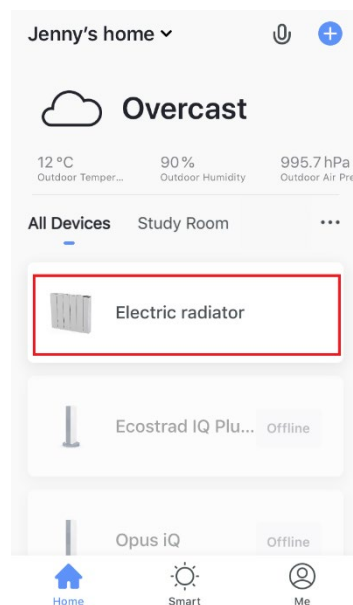 Jenny's home
Overcast
12 °C 90 % 995.7 hPa
Outdoor Temper... Outdoor Humidity Outdoor Air Pre
All Devices Study Room ...
Electric radiator
Ecostrad IQ Plu... Offline
Opus iQ Offline
Home Smart Me